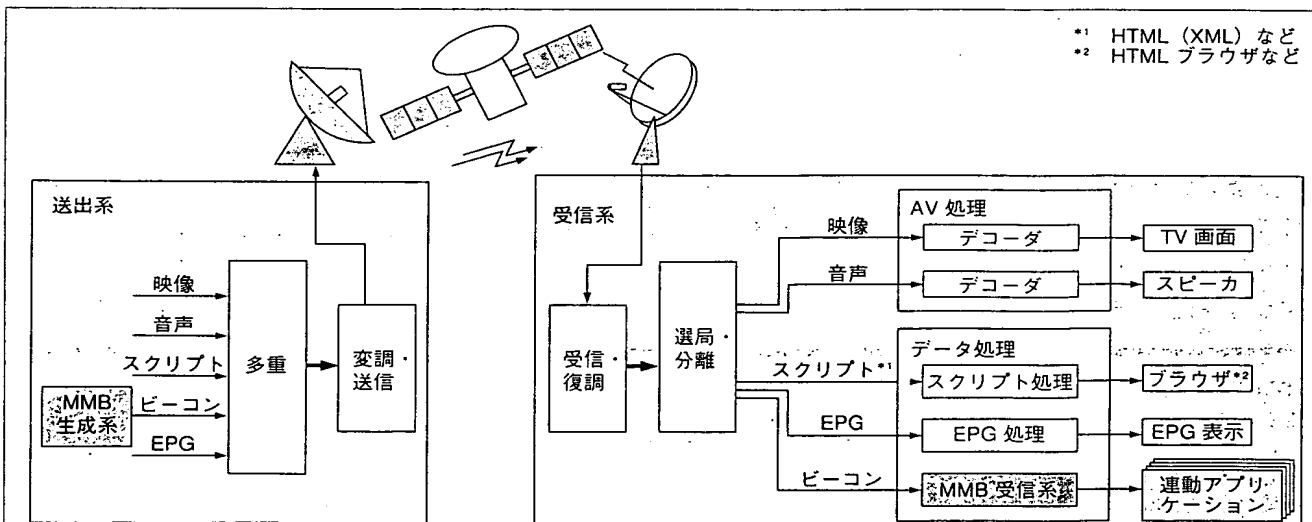 *1 HTML（XML）など
*2 HTML ブラウザなど
送出系
映像
音声
スクリプト
ビーコン
EPG
MMB
生成系
多重
変調・
送信
受信系
受信・
復調
選局・
分離
映像
音声
スクリプト*1
EPG
ビーコン
AV 処理
デコーダ
デコーダ
TV 画面
スピーカ
データ処理
スクリプト処理
ブラウザ*2
EPG 処理
EPG 表示
MMB 受信系
連動アプリ
ケーション